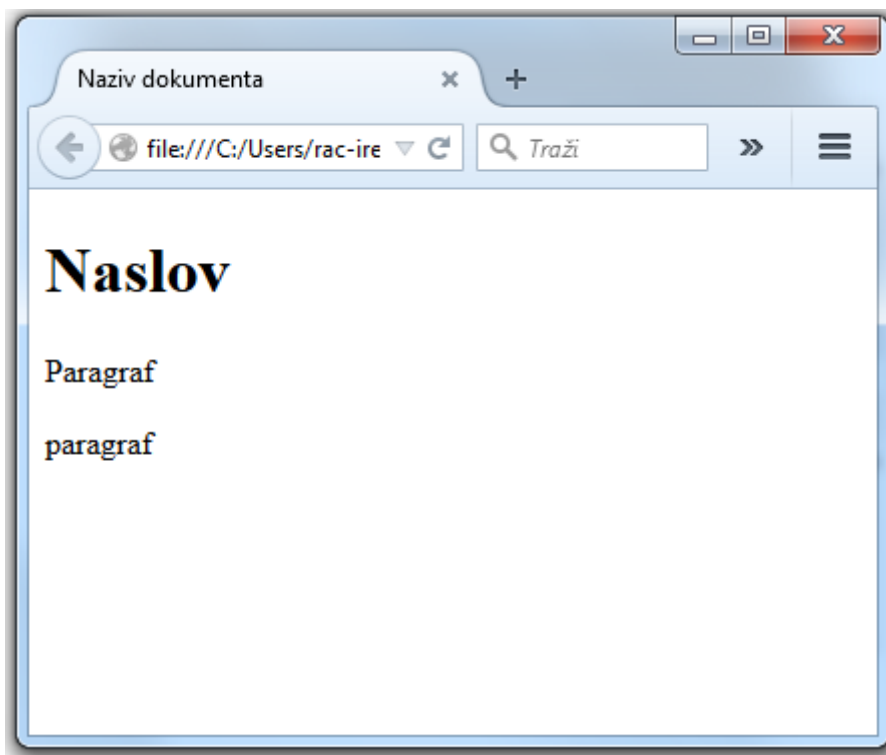 Naziv dokumenta
file:///C:/Users/rac-ire
Traži
Naslov
Paragraf
paragraf